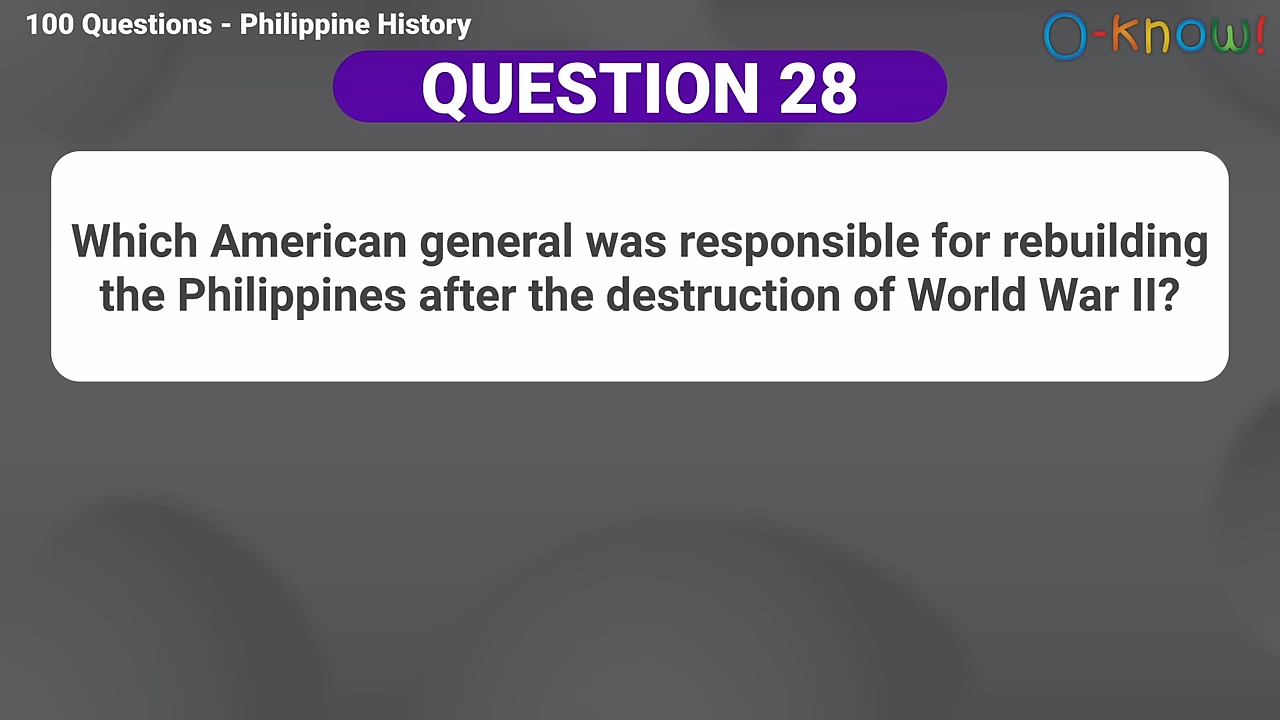 100 Questions - Philippine History
O-know!
QUESTION 28
Which American general was responsible for rebuilding
the Philippines after the destruction of World War II?